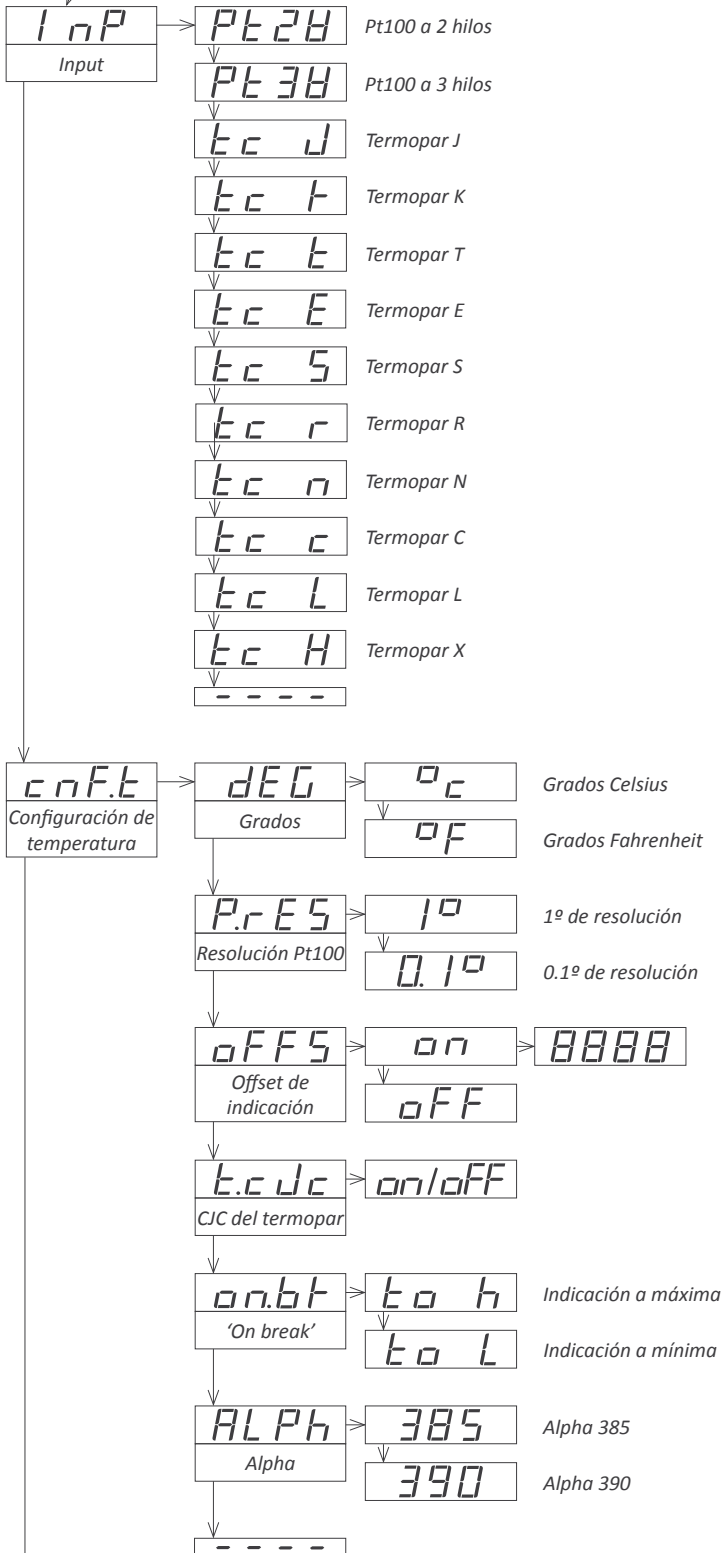 InP
Input
Pt2W
Pt100 a 2 hilos
Pt3W
Pt100 a 3 hilos
tc J
Termopar J
tc k
Termopar K
tc t
Termopar T
tc E
Termopar E
tc S
Termopar S
tc r
Termopar R
tc n
Termopar N
tc c
Termopar C
tc L
Termopar L
tc H
Termopar X
----
cnF.t
Configuración de
temperatura
dEG
Grados
ºc
Grados Celsius
ºF
Grados Fahrenheit
P.rES
Resolución Pt100
1º
1º de resolución
0.1º
0.1º de resolución
oFFS
Offset de
indicación
on
8888
oFF
t.cJc
CJC del termopar
on/oFF
on.bk
‘On break’
to h
Indicación a máxima
to L
Indicación a mínima
ALPh
Alpha
385
Alpha 385
390
Alpha 390
----